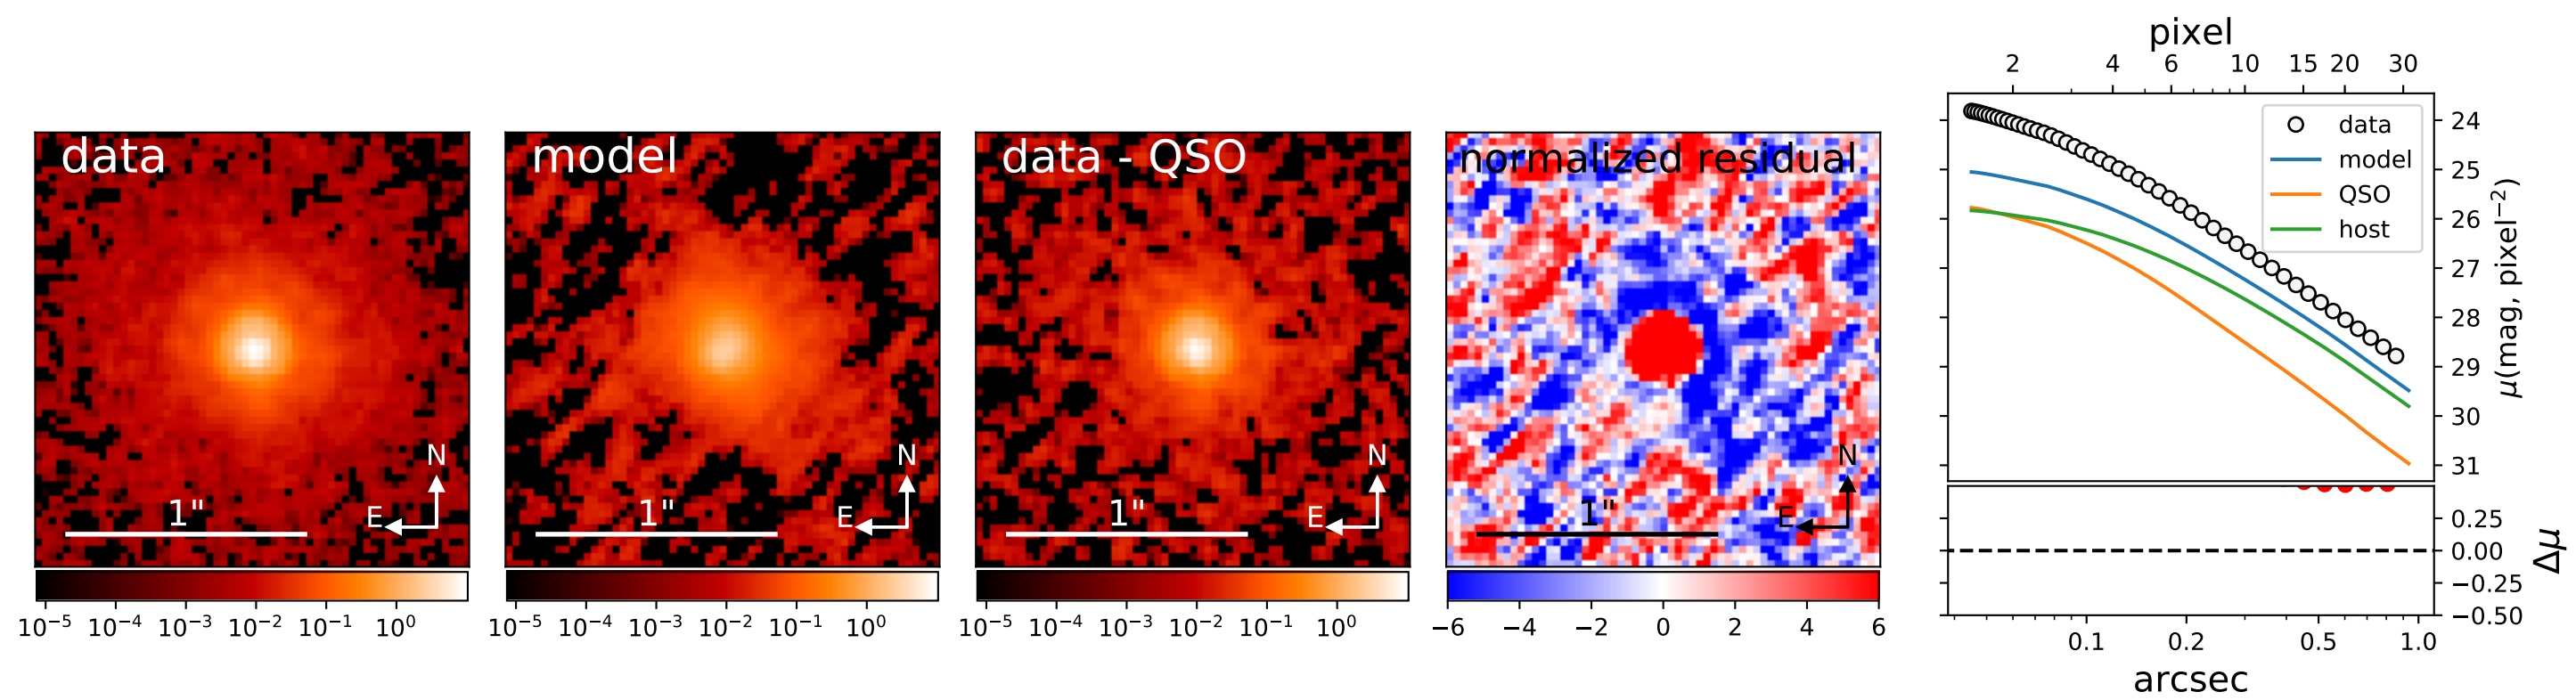 data
1"
N
E
10⁻⁵ 10⁻⁴ 10⁻³ 10⁻² 10⁻¹ 10⁰
model
1"
N
E
10⁻⁵ 10⁻⁴ 10⁻³ 10⁻² 10⁻¹ 10⁰
data - QSO
1"
N
E
10⁻⁵ 10⁻⁴ 10⁻³ 10⁻² 10⁻¹ 10⁰
normalized residual
1"
N
E
−6 −4 −2 0 2 4 6
pixel
2 4 6 10 15 20 30
data
model
QSO
host
24
25
26
27
28
29
30
31
μ(mag, pixel⁻²)
0.25
0.00
−0.25
−0.50
Δμ
0.1 0.2 0.5 1.0
arcsec